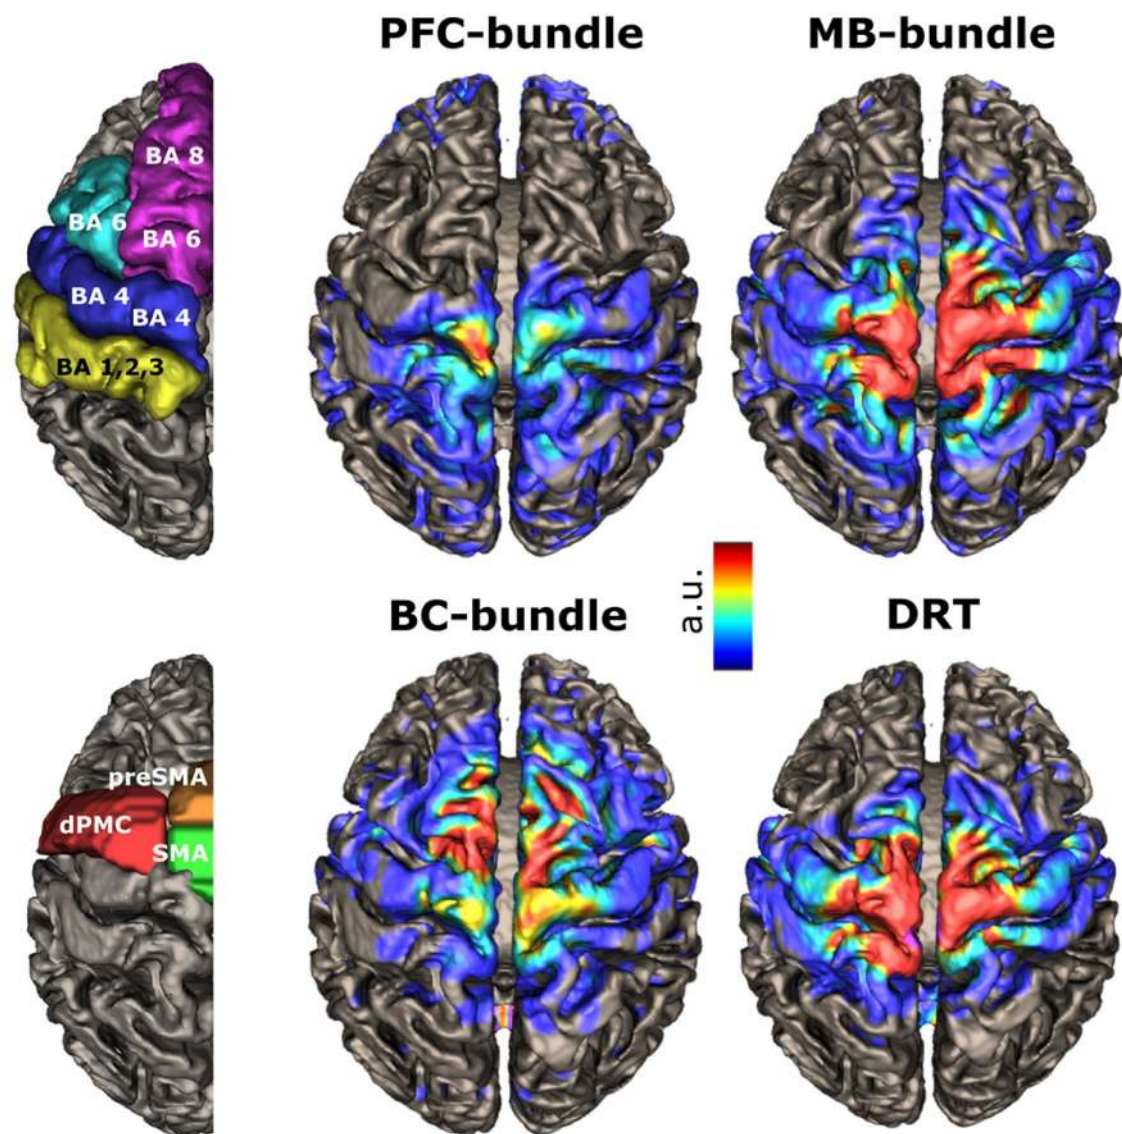 PFC-bundle
MB-bundle
BA 8
BA 6
BA 6
BA 4
BA 4
BA 1,2,3
a.u.
BC-bundle
DRT
preSMA
dPMC
SMA